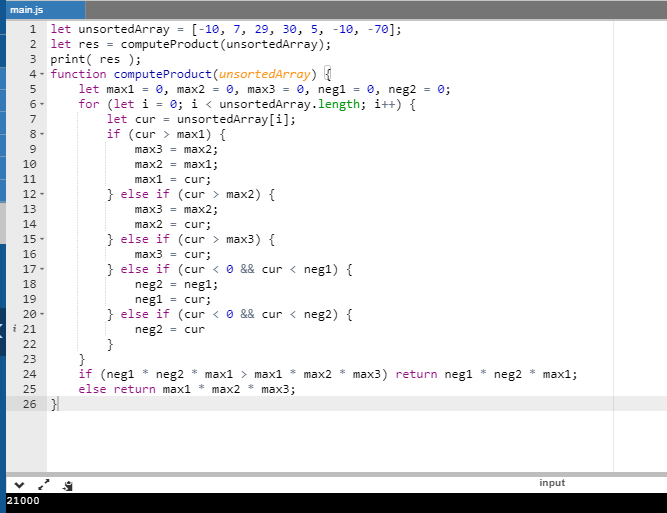 main.js
1 let unsortedArray = [-10, 7, 29, 30, 5, -10, -70];
2 let res = computeProduct(unsortedArray);
3 print( res );
4 function computeProduct(unsortedArray) {
5 let max1 = 0, max2 = 0, max3 = 0, neg1 = 0, neg2 = 0;
6 for (let i = 0; i < unsortedArray.length; i++) {
7 let cur = unsortedArray[i];
8 if (cur > max1) {
9 max3 = max2;
10 max2 = max1;
11 max1 = cur;
12 } else if (cur > max2) {
13 max3 = max2;
14 max2 = cur;
15 } else if (cur > max3) {
16 max3 = cur;
17 } else if (cur < 0 && cur < neg1) {
18 neg2 = neg1;
19 neg1 = cur;
20 } else if (cur < 0 && cur < neg2) {
i 21 neg2 = cur
22 }
23 }
24 if (neg1 * neg2 * max1 > max1 * max2 * max3) return neg1 * neg2 * max1;
25 else return max1 * max2 * max3;
26 }
input
21000